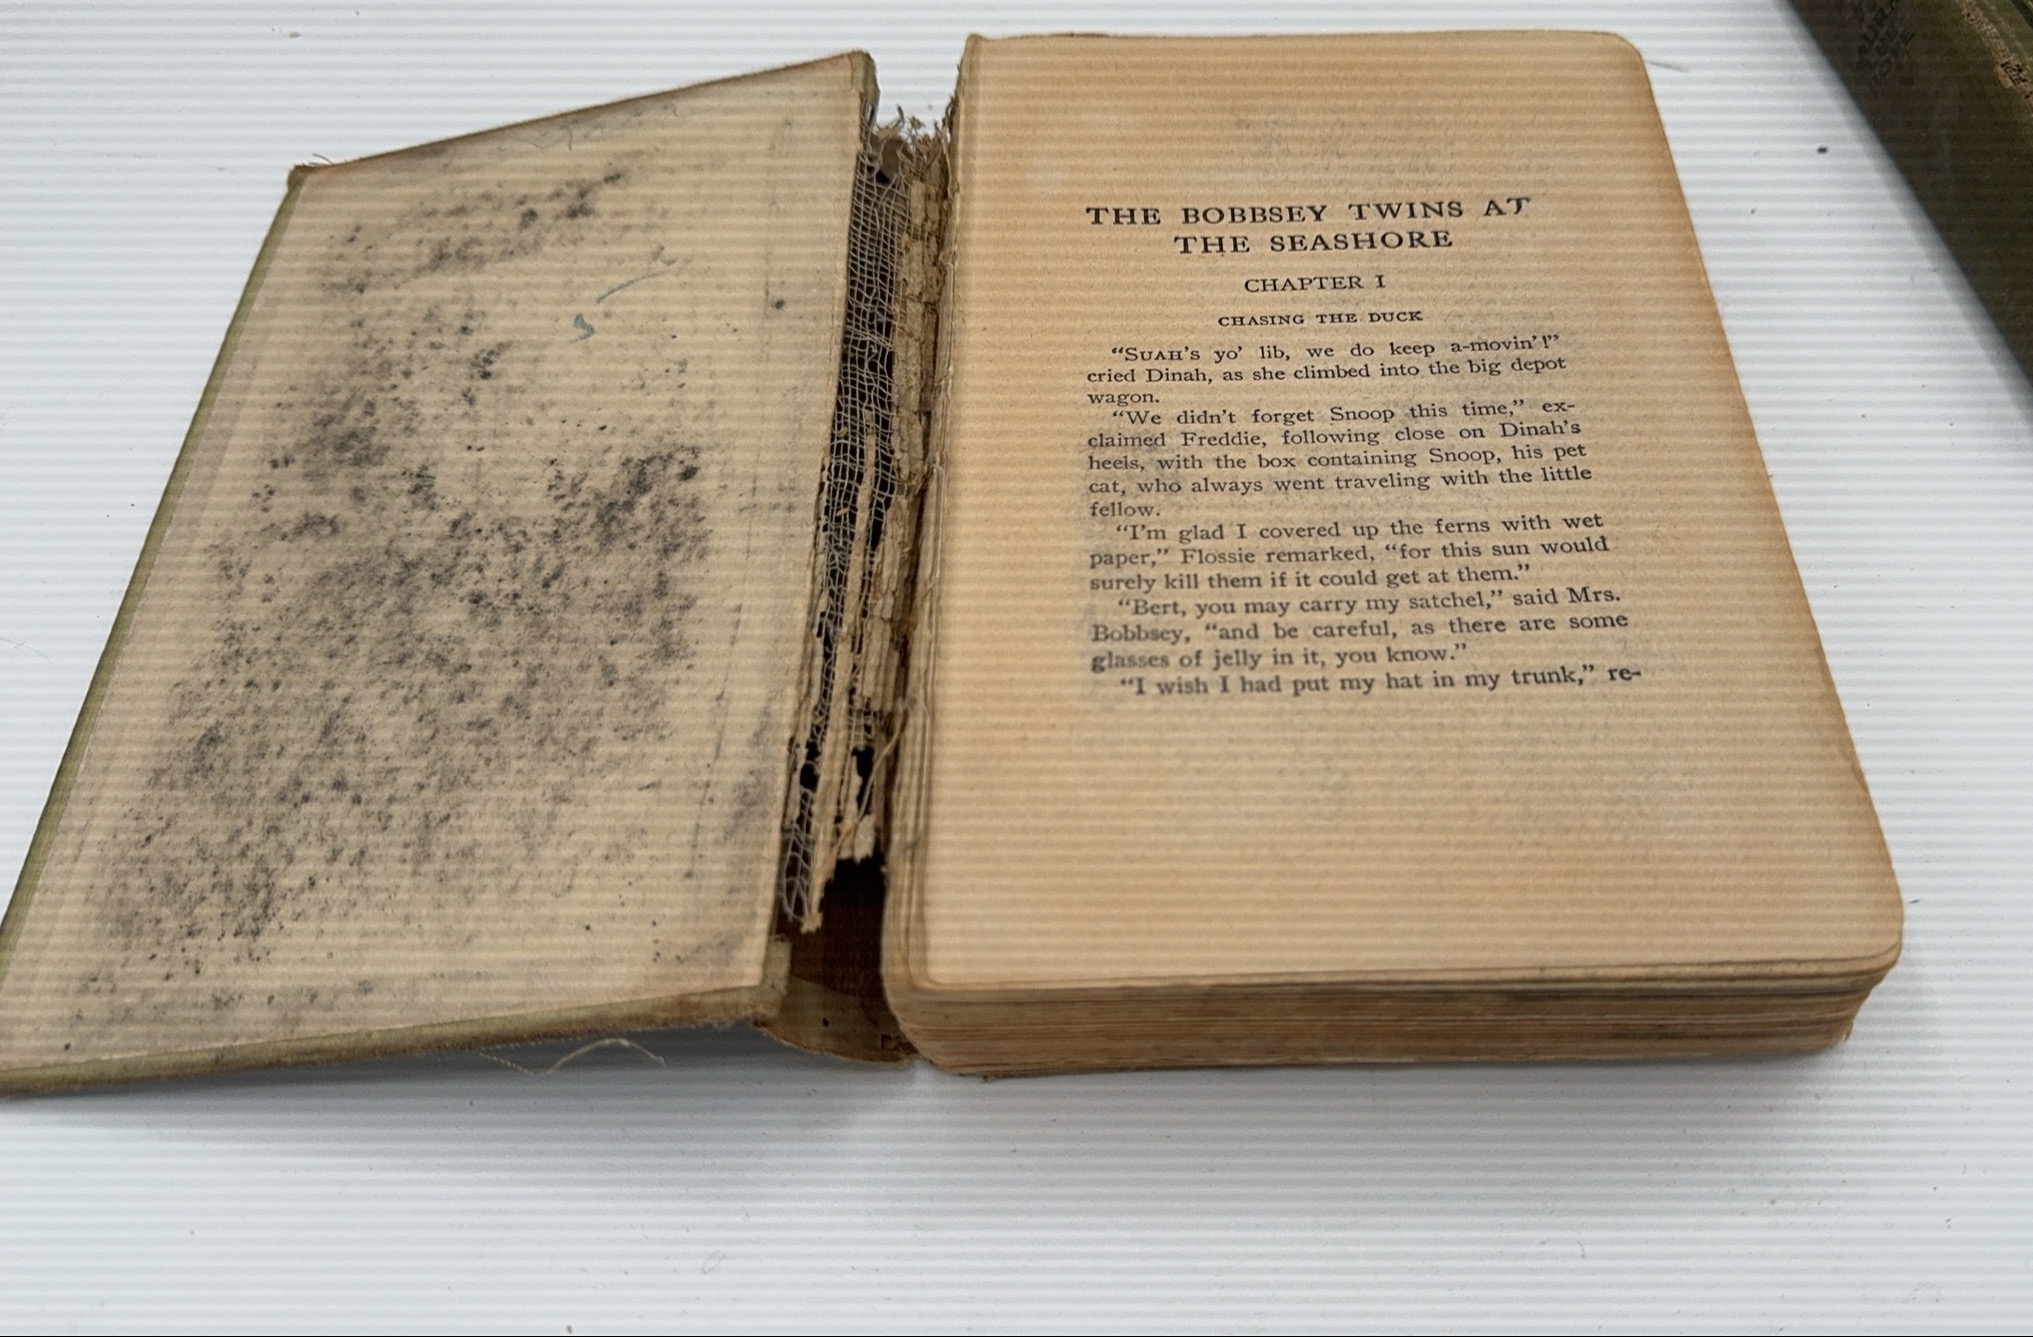 THE BOBBSEY TWINS AT
THE SEASHORE
CHAPTER I
CHASING THE DUCK
“SUAH’S yo’ lib, we do keep a-movin’!”
cried Dinah, as she climbed into the big depot
wagon.
“We didn’t forget Snoop this time,” ex-
claimed Freddie, following close on Dinah’s
heels, with the box containing Snoop, his pet
cat, who always went traveling with the little
fellow.
“I’m glad I covered up the ferns with wet
paper,” Flossie remarked, “for this sun would
surely kill them if it could get at them.”
“Bert, you may carry my satchel,” said Mrs.
Bobbsey, “and be careful, as there are some
glasses of jelly in it, you know.”
“I wish I had put my hat in my trunk,” re-